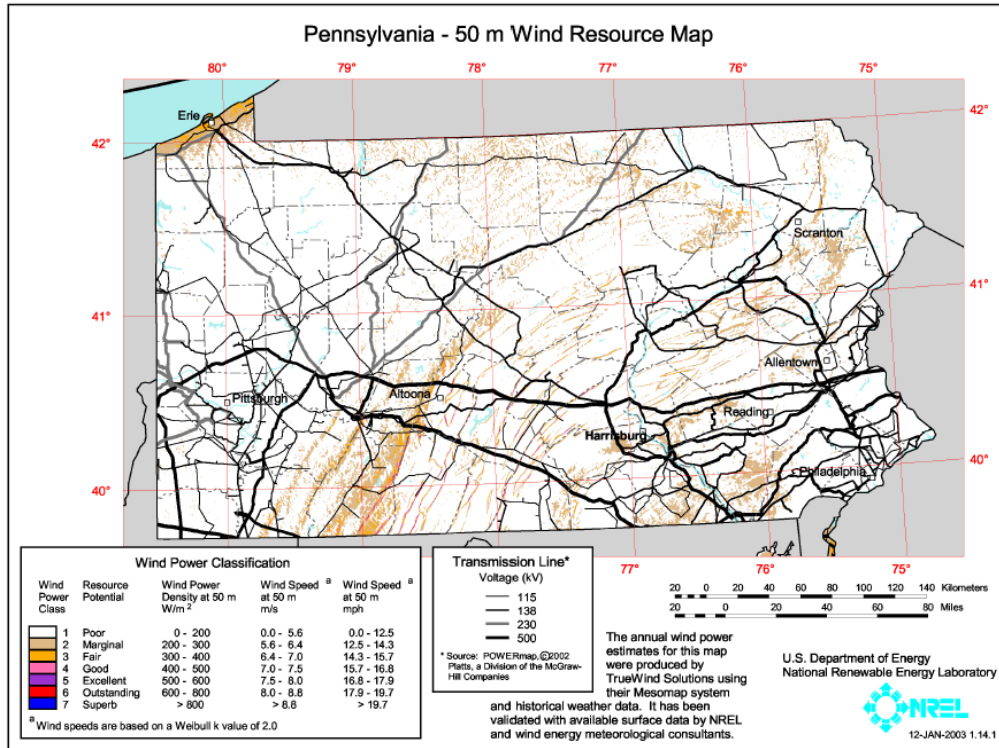 Pennsylvania - 50 m Wind Resource Map
80° 79° 78° 77° 76° 75°
Erie
42°
42°
Scranton
41°
41°
Allentown
Altoona
Pittsburgh
Reading
Harrisburg
Philadelphia
40°
40°
77° 76° 75°
Wind Power Classification
Wind Power Class
Resource Potential
Wind Power Density at 50 m W/m 2
Wind Speed a at 50 m m/s
Wind Speed a at 50 m mph
1 Poor 0 - 200 0.0 - 5.6 0.0 - 12.5
2 Marginal 200 - 300 5.6 - 6.4 12.5 - 14.3
3 Fair 300 - 400 6.4 - 7.0 14.3 - 15.7
4 Good 400 - 500 7.0 - 7.5 15.7 - 16.8
5 Excellent 500 - 600 7.5 - 8.0 16.8 - 17.9
6 Outstanding 600 - 800 8.0 - 8.8 17.9 - 19.7
7 Superb > 800 > 8.8 > 19.7
a Wind speeds are based on a Weibull k value of 2.0
Transmission Line*
Voltage (kV)
115
138
230
500
* Source: POWERmap, ©2002
Platts, a Division of the McGraw-
Hill Companies
20 0 20 40 60 80 100 120 140 Kilometers
20 0 20 40 60 80 Miles
The annual wind power
estimates for this map
were produced by
TrueWind Solutions using
their Mesomap system
and historical weather data. It has been
validated with available surface data by NREL
and wind energy meteorological consultants.
U.S. Department of Energy
National Renewable Energy Laboratory
NREL
12-JAN-2003 1.14.1